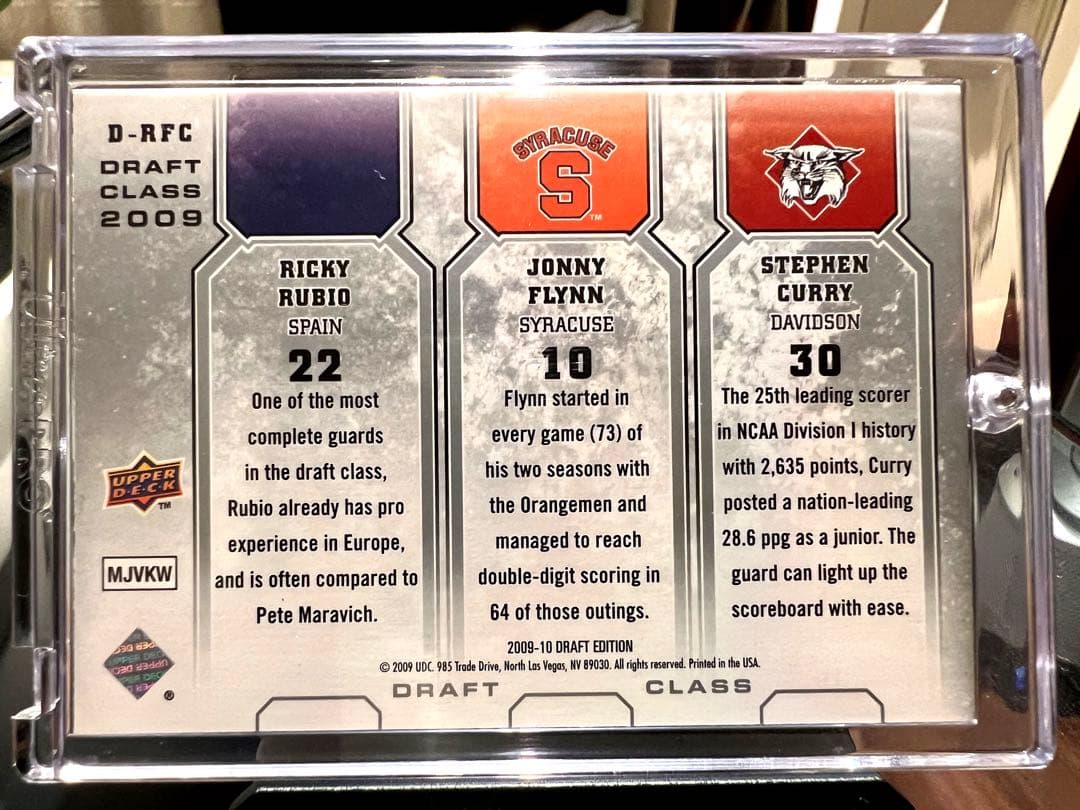 D-RFC
DRAFT
CLASS
2009
UPPER
D·E·C·K
TM
MJVKW
®
RICKY
RUBIO
SPAIN
22
One of the most
complete guards
in the draft class,
Rubio already has pro
experience in Europe,
and is often compared to
Pete Maravich.
SYRACUSE
S
TM
JONNY
FLYNN
SYRACUSE
10
Flynn started in
every game (73) of
his two seasons with
the Orangemen and
managed to reach
double-digit scoring in
64 of those outings.
STEPHEN
CURRY
DAVIDSON
30
The 25th leading scorer
in NCAA Division I history
with 2,635 points, Curry
posted a nation-leading
28.6 ppg as a junior. The
guard can light up the
scoreboard with ease.
2009-10 DRAFT EDITION
© 2009 UDC. 985 Trade Drive, North Las Vegas, NV 89030. All rights reserved. Printed in the USA.
DRAFT CLASS